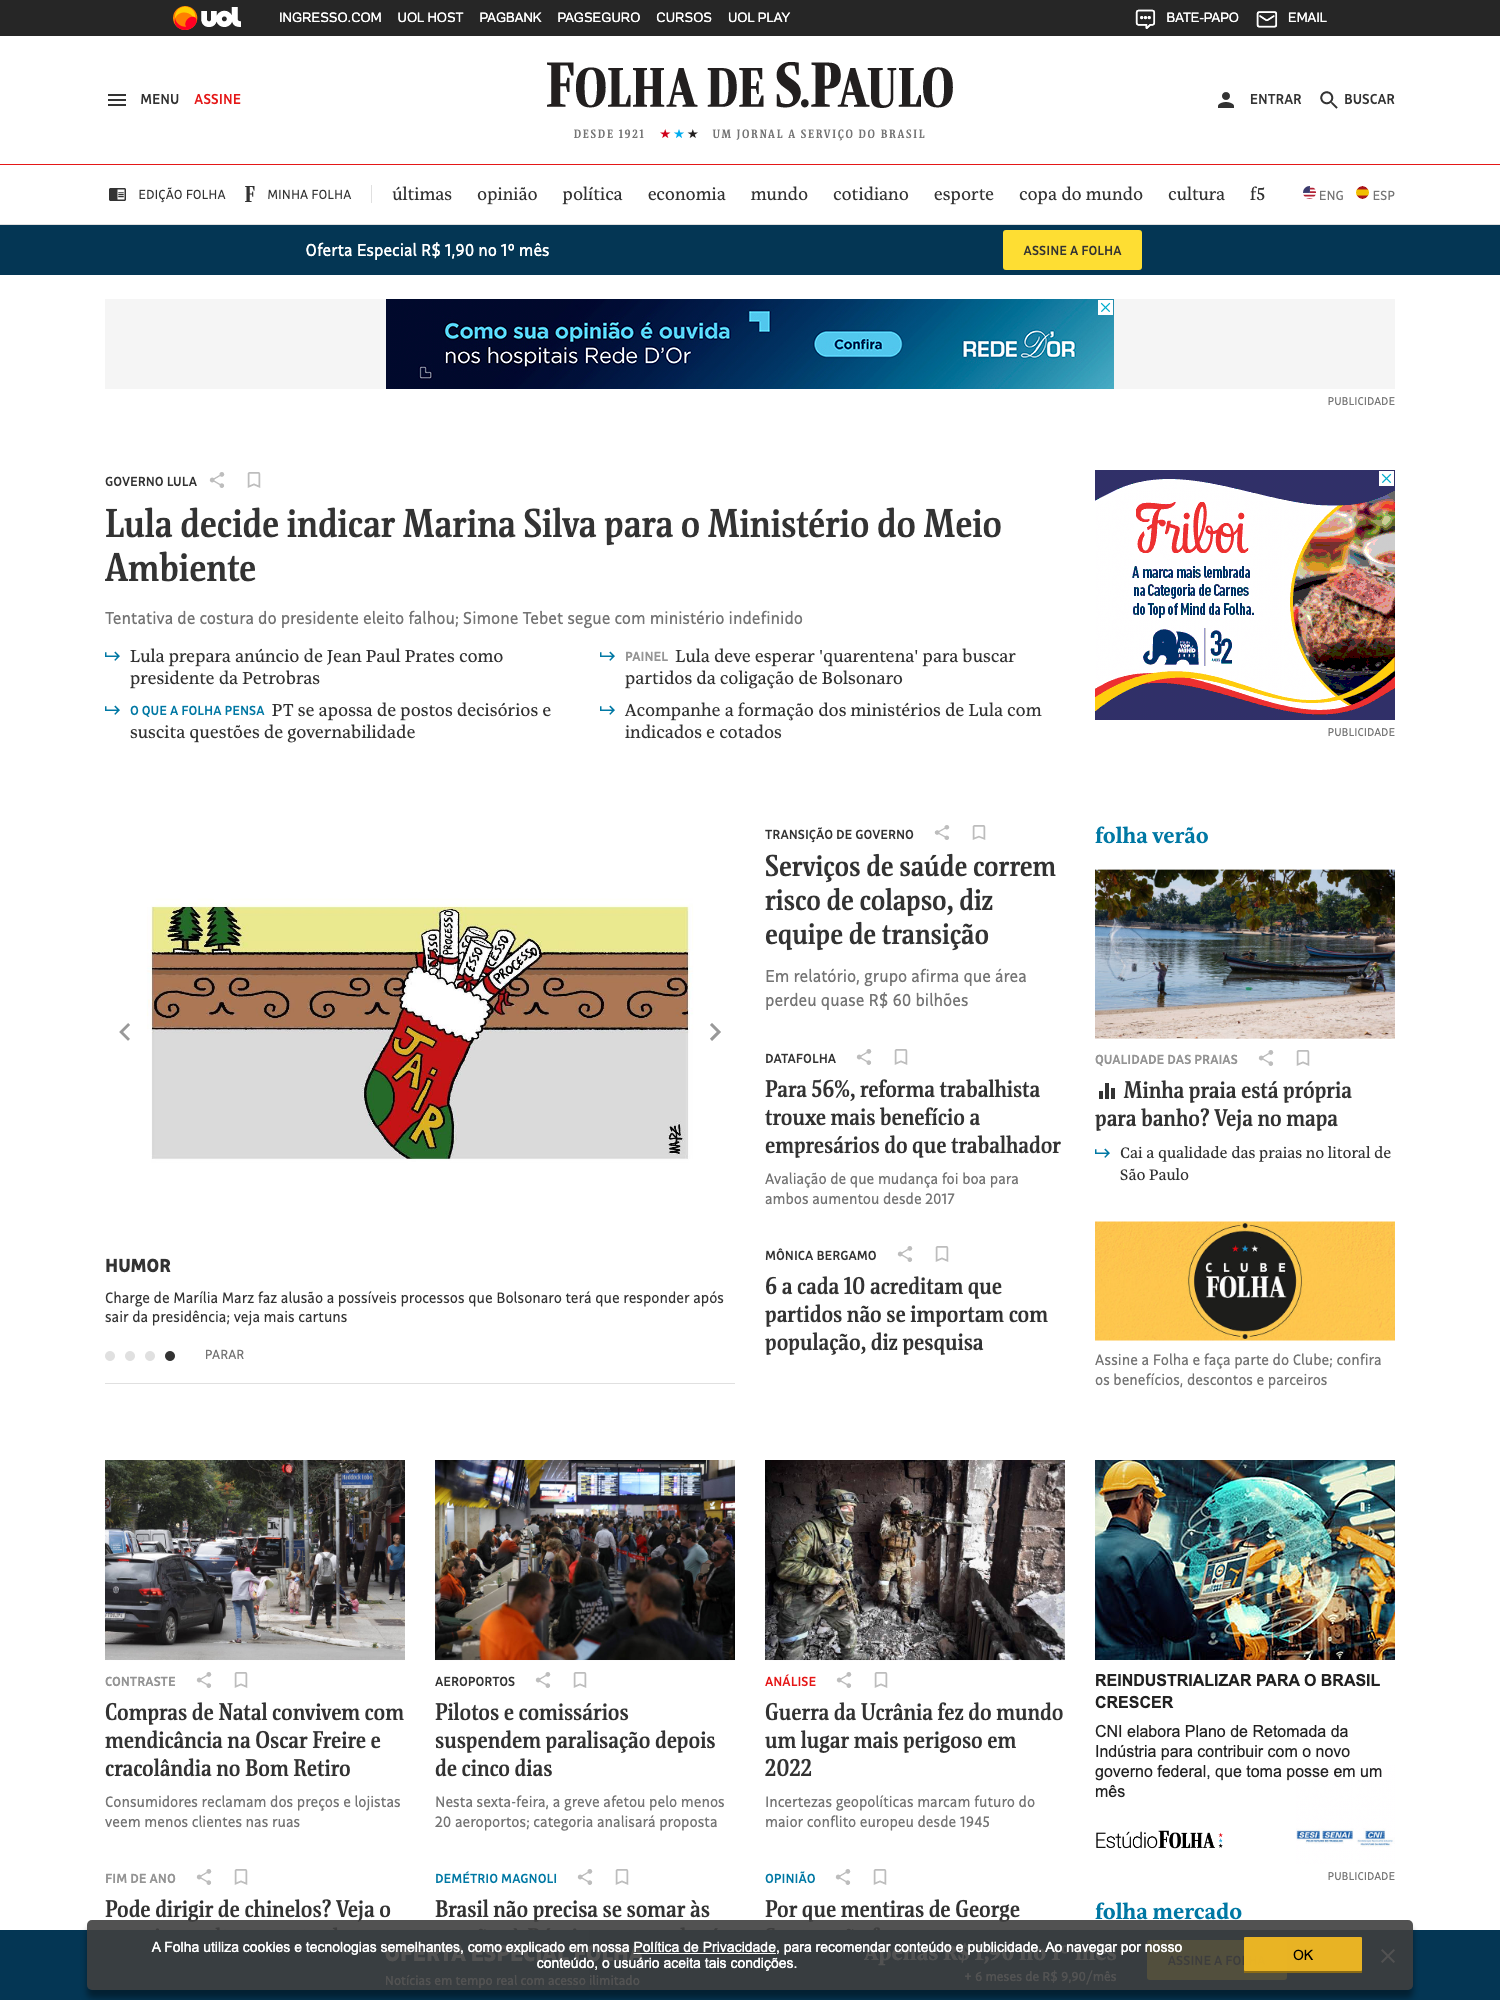 uol INGRESSO.COM UOL HOST PAGBANK PAGSEGURO CURSOS UOL PLAY BATE-PAPO EMAIL
MENU ASSINE FOLHA DE S.PAULO ENTRAR BUSCAR
DESDE 1921 ★★★ UM JORNAL A SERVIÇO DO BRASIL
EDIÇÃO FOLHA F MINHA FOLHA últimas opinião política economia mundo cotidiano esporte copa do mundo cultura f5 ENG ESP
Oferta Especial R$ 1,90 no 1º mês ASSINE A FOLHA
Como sua opinião é ouvida
nos hospitais Rede D'Or
Confira
REDE D'OR
PUBLICIDADE
GOVERNO LULA
Lula decide indicar Marina Silva para o Ministério do Meio
Ambiente
Tentativa de costura do presidente eleito falhou; Simone Tebet segue com ministério indefinido
Lula prepara anúncio de Jean Paul Prates como
presidente da Petrobras
O QUE A FOLHA PENSA PT se apossa de postos decisórios e
suscita questões de governabilidade
PAINEL Lula deve esperar 'quarentena' para buscar
partidos da coligação de Bolsonaro
Acompanhe a formação dos ministérios de Lula com
indicados e cotados
Friboi
A marca mais lembrada
na Categoria de Carnes
do Top of Mind da Folha.
32
PUBLICIDADE
PROCESSO
PROCESSO
JAIR
HUMOR
Charge de Marília Marz faz alusão a possíveis processos que Bolsonaro terá que responder após
sair da presidência; veja mais cartuns
PARAR
TRANSIÇÃO DE GOVERNO
Serviços de saúde correm
risco de colapso, diz
equipe de transição
Em relatório, grupo afirma que área
perdeu quase R$ 60 bilhões
DATAFOLHA
Para 56%, reforma trabalhista
trouxe mais benefício a
empresários do que trabalhador
Avaliação de que mudança foi boa para
ambos aumentou desde 2017
MÔNICA BERGAMO
6 a cada 10 acreditam que
partidos não se importam com
população, diz pesquisa
folha verão
QUALIDADE DAS PRAIAS
Minha praia está própria
para banho? Veja no mapa
Cai a qualidade das praias no litoral de
São Paulo
CLUBE
FOLHA
Assine a Folha e faça parte do Clube; confira
os benefícios, descontos e parceiros
CONTRASTE
Compras de Natal convivem com
mendicância na Oscar Freire e
cracolândia no Bom Retiro
Consumidores reclamam dos preços e lojistas
veem menos clientes nas ruas
AEROPORTOS
Pilotos e comissários
suspendem paralisação depois
de cinco dias
Nesta sexta-feira, a greve afetou pelo menos
20 aeroportos; categoria analisará proposta
ANÁLISE
Guerra da Ucrânia fez do mundo
um lugar mais perigoso em
2022
Incertezas geopolíticas marcam futuro do
maior conflito europeu desde 1945
REINDUSTRIALIZAR PARA O BRASIL
CRESCER
CNI elabora Plano de Retomada da
Indústria para contribuir com o novo
governo federal, que toma posse em um
mês
EstúdioFOLHA
SESI SENAI CNI
PUBLICIDADE
FIM DE ANO
Pode dirigir de chinelos? Veja o
DEMÉTRIO MAGNOLI
Brasil não precisa se somar às
OPINIÃO
Por que mentiras de George
folha mercado
A Folha utiliza cookies e tecnologias semelhantes, como explicado em nossa Política de Privacidade, para recomendar conteúdo e publicidade. Ao navegar por nosso
conteúdo, o usuário aceita tais condições.
OK
Apenas R$ 1,90 no 1º mês
Notícias em tempo real com acesso ilimitado
+ 6 meses de R$ 9,90/mês
ASSINE A FO